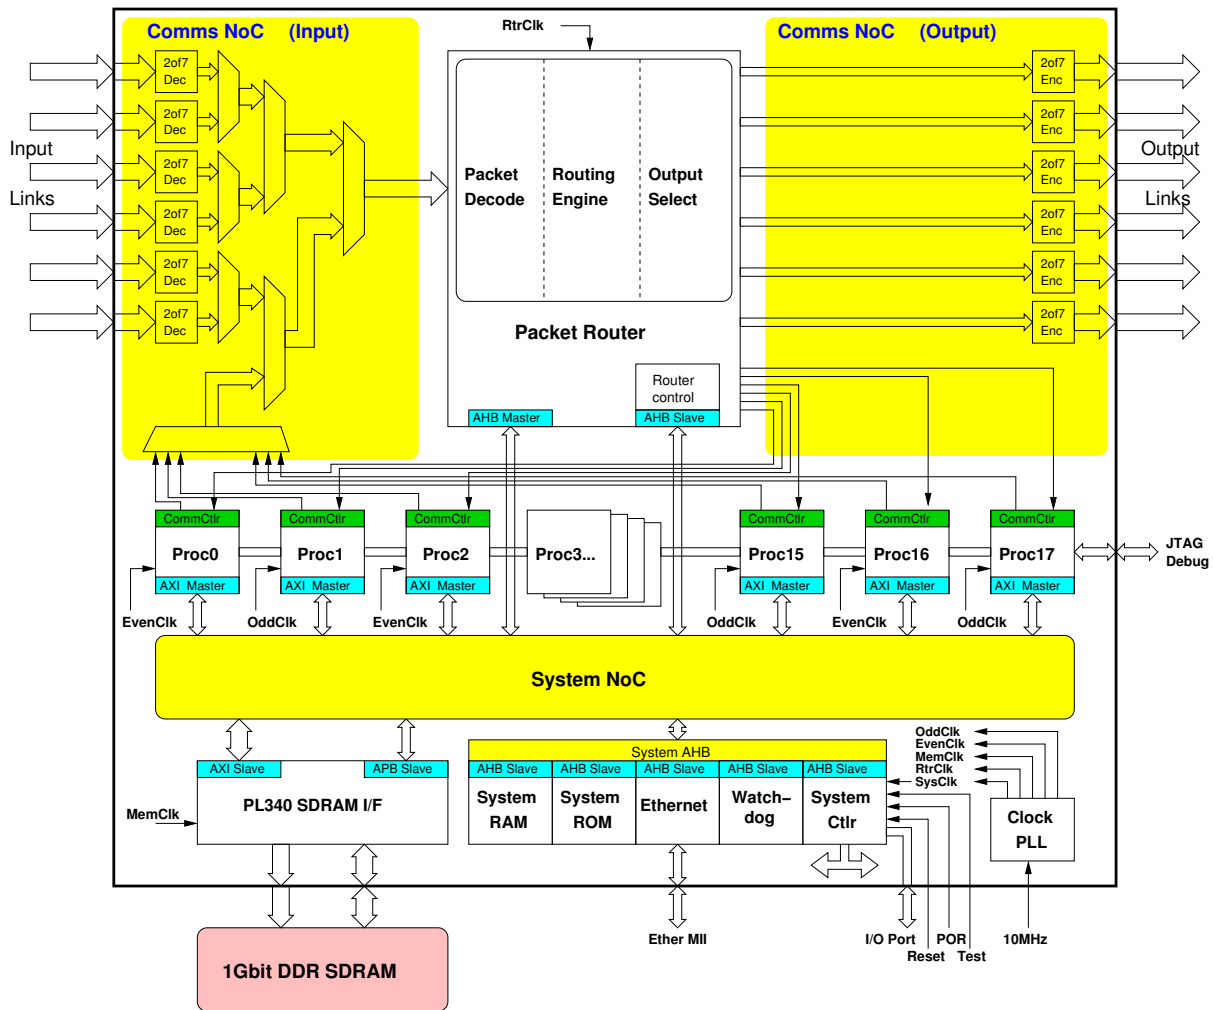 RtrClk
Comms NoC (Input)
Comms NoC (Output)
2of7
Dec
2of7
Dec
2of7
Dec
2of7
Dec
2of7
Dec
2of7
Dec
Input
Links
Packet
Decode
Routing
Engine
Output
Select
Packet Router
Router
control
AHB Master
AHB Slave
2of7
Enc
2of7
Enc
2of7
Enc
2of7
Enc
2of7
Enc
2of7
Enc
Output
Links
CommCtlr
Proc0
AXI Master
CommCtlr
Proc1
AXI Master
CommCtlr
Proc2
AXI Master
Proc3...
CommCtlr
Proc15
AXI Master
CommCtlr
Proc16
AXI Master
CommCtlr
Proc17
AXI Master
JTAG
Debug
EvenClk
OddClk
EvenClk
OddClk
EvenClk
OddClk
System NoC
AXI Slave
APB Slave
PL340 SDRAM I/F
MemClk
System AHB
AHB Slave
AHB Slave
AHB Slave
AHB Slave
AHB Slave
System
RAM
System
ROM
Ethernet
Watch-
dog
System
Ctlr
OddClk
EvenClk
MemClk
RtrClk
SysClk
Clock
PLL
Ether MII
I/O Port
Reset
POR
Test
10MHz
1Gbit DDR SDRAM